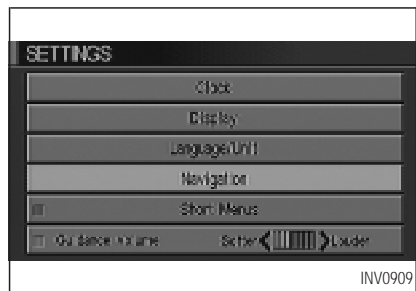 SETTINGS
Clock
Display
Language/Unit
Navigation
Short Menus
Guidance Volume Softer Louder
INV0909